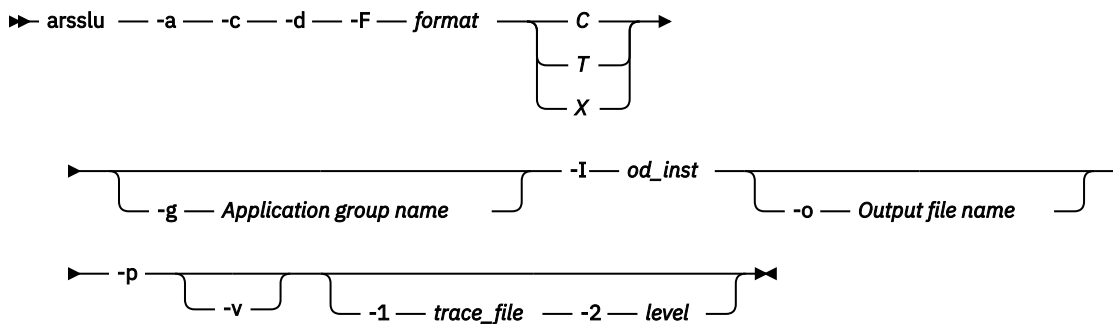 arsslu -a -c -d -F format C
T
X
-g Application group name -I od_inst -o Output file name
-p -v -1 trace_file -2 level